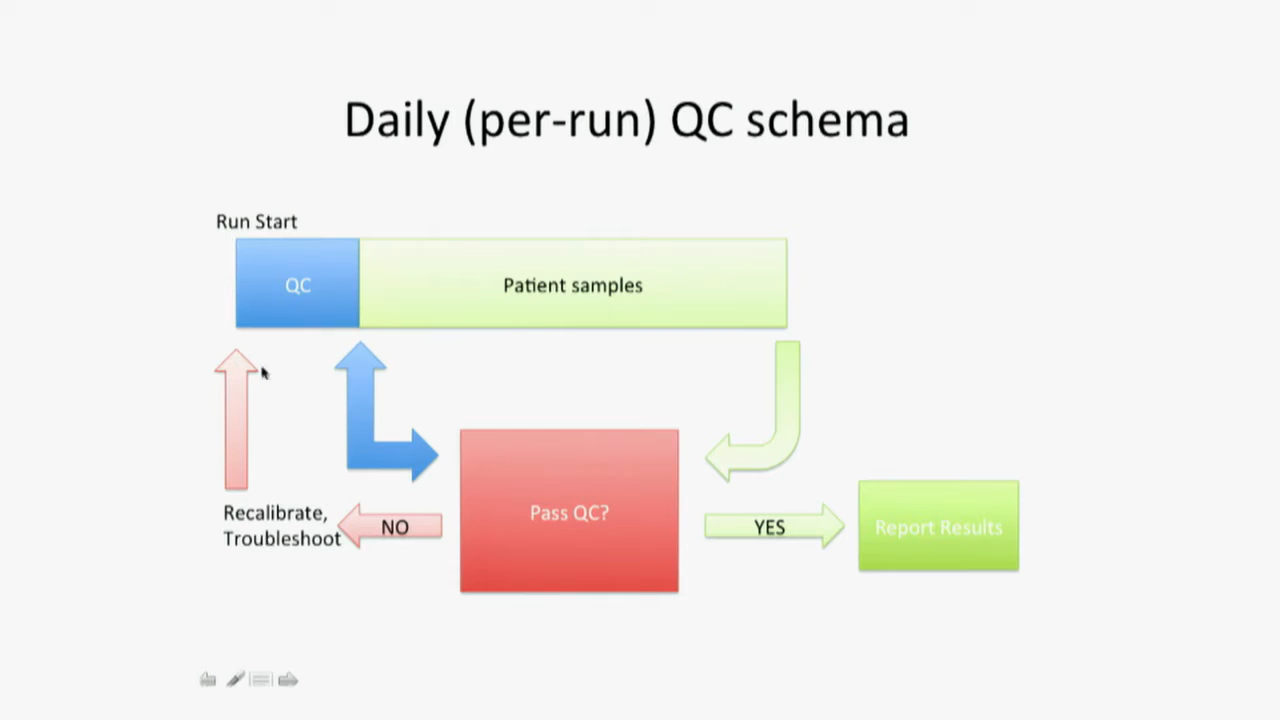 Daily (per-run) QC schema
Run Start
QC
Patient samples
Pass QC?
Recalibrate,
Troubleshoot
NO
YES
Report Results